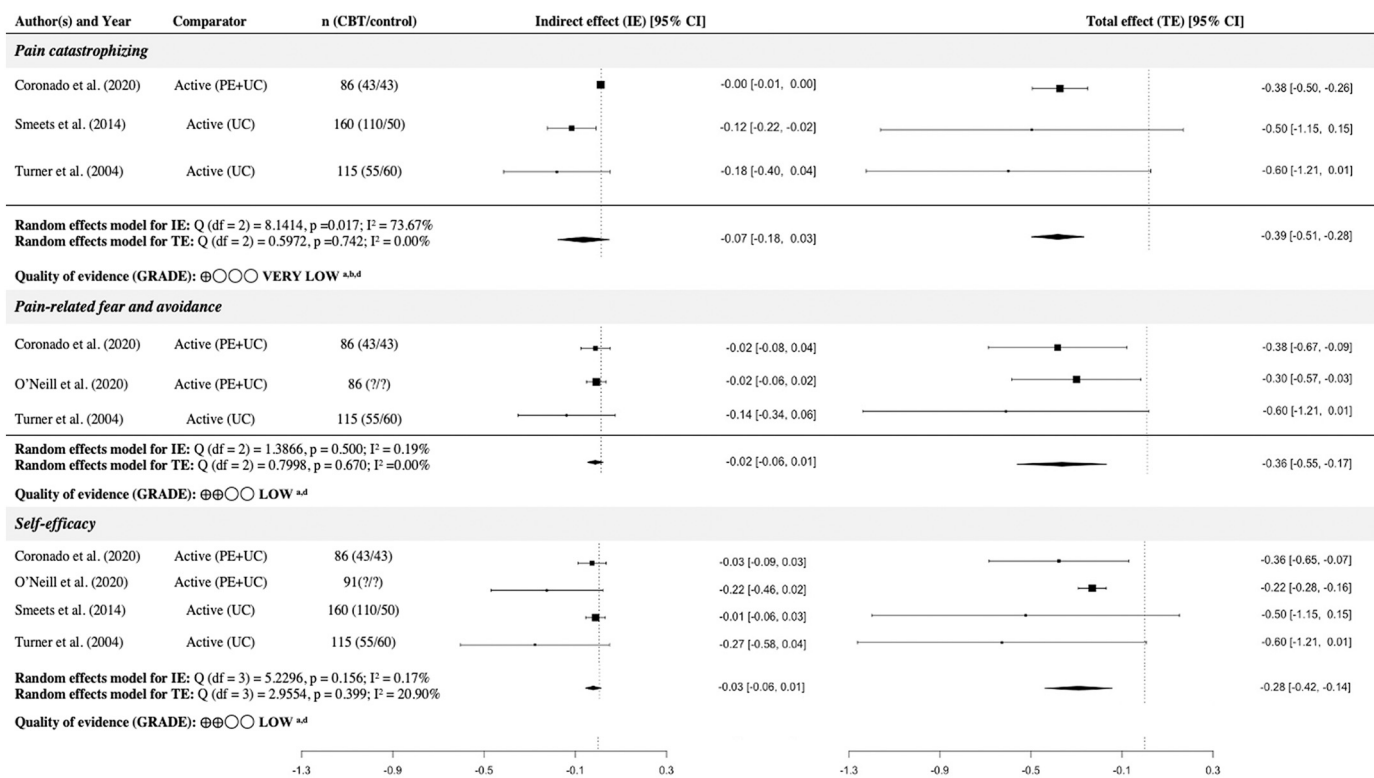 Author(s) and Year Comparator n (CBT/control) Indirect effect (IE) [95% CI] Total effect (TE) [95% CI]
Pain catastrophizing
Coronado et al. (2020) Active (PE+UC) 86 (43/43) -0.00 [-0.01, 0.00] -0.38 [-0.50, -0.26]
Smeets et al. (2014) Active (UC) 160 (110/50) -0.12 [-0.22, -0.02] -0.50 [-1.15, 0.15]
Turner et al. (2004) Active (UC) 115 (55/60) -0.18 [-0.40, 0.04] -0.60 [-1.21, 0.01]
Random effects model for IE: Q (df = 2) = 8.1414, p =0.017; I² = 73.67%
Random effects model for TE: Q (df = 2) = 0.5972, p =0.742; I² = 0.00%
-0.07 [-0.18, 0.03] -0.39 [-0.51, -0.28]
Quality of evidence (GRADE): ⊕◯◯◯ VERY LOW a,b,d
Pain-related fear and avoidance
Coronado et al. (2020) Active (PE+UC) 86 (43/43) -0.02 [-0.08, 0.04] -0.38 [-0.67, -0.09]
O'Neill et al. (2020) Active (PE+UC) 86 (?/?) -0.02 [-0.06, 0.02] -0.30 [-0.57, -0.03]
Turner et al. (2004) Active (UC) 115 (55/60) -0.14 [-0.34, 0.06] -0.60 [-1.21, 0.01]
Random effects model for IE: Q (df = 2) = 1.3866, p = 0.500; I² = 0.19%
Random effects model for TE: Q (df = 2) = 0.7998, p = 0.670; I² =0.00%
-0.02 [-0.06, 0.01] -0.36 [-0.55, -0.17]
Quality of evidence (GRADE): ⊕⊕◯◯ LOW a,d
Self-efficacy
Coronado et al. (2020) Active (PE+UC) 86 (43/43) -0.03 [-0.09, 0.03] -0.36 [-0.65, -0.07]
O'Neill et al. (2020) Active (PE+UC) 91(?/?) -0.22 [-0.46, 0.02] -0.22 [-0.28, -0.16]
Smeets et al. (2014) Active (UC) 160 (110/50) -0.01 [-0.06, 0.03] -0.50 [-1.15, 0.15]
Turner et al. (2004) Active (UC) 115 (55/60) -0.27 [-0.58, 0.04] -0.60 [-1.21, 0.01]
Random effects model for IE: Q (df = 3) = 5.2296, p = 0.156; I² = 0.17%
Random effects model for TE: Q (df = 3) = 2.9554, p = 0.399; I² = 20.90%
-0.03 [-0.06, 0.01] -0.28 [-0.42, -0.14]
Quality of evidence (GRADE): ⊕⊕◯◯ LOW a,d
-1.3 -0.9 -0.5 -0.1 0.3 -1.3 -0.9 -0.5 -0.1 0.3